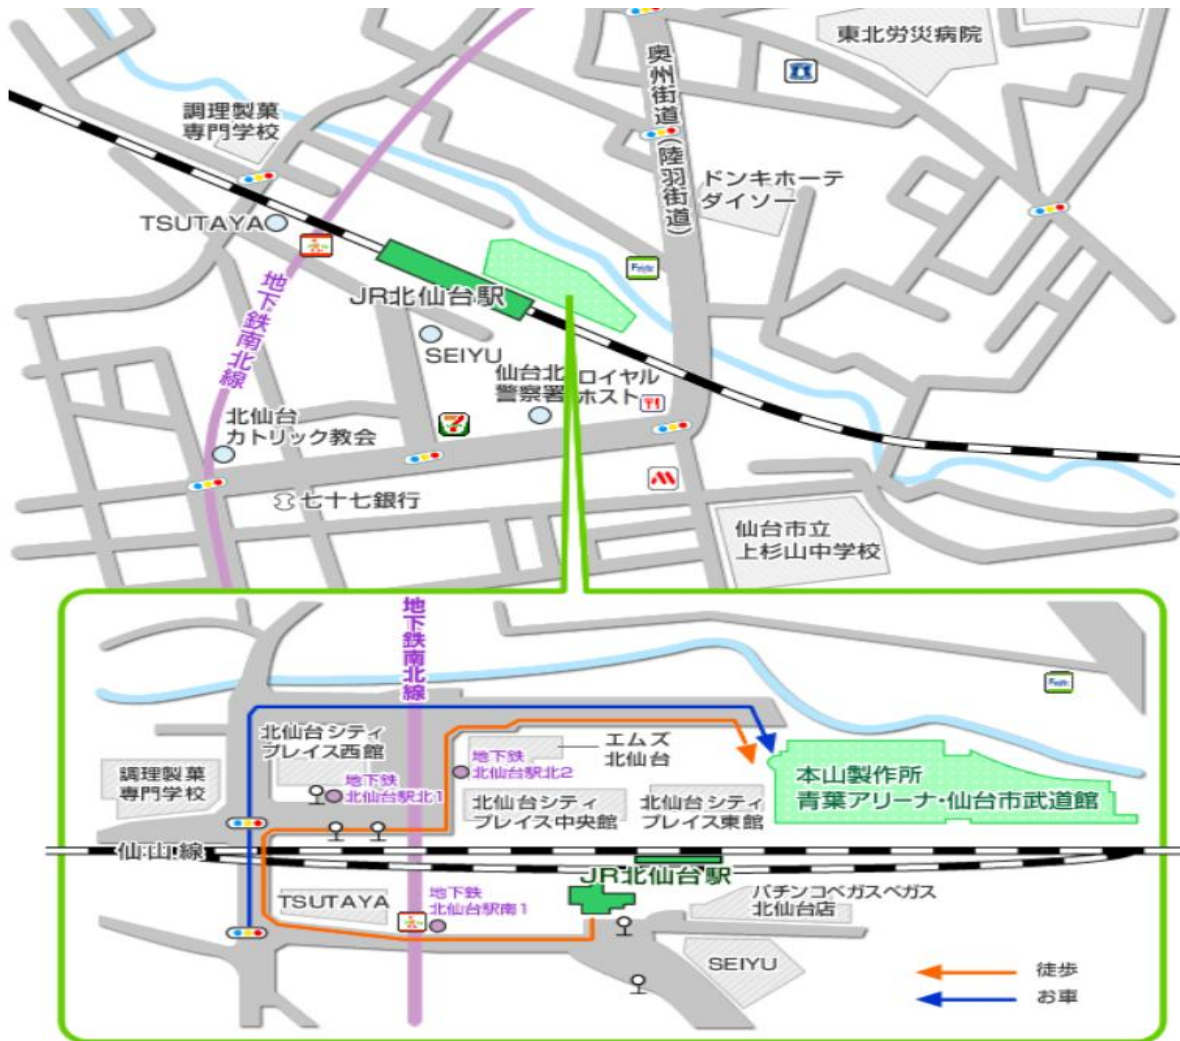 東北労災病院
奥州街道(陸羽街道)
調理製菓
専門学校
ドンキホーテ
ダイソー
TSUTAYA
地下鉄南北線
JR北仙台駅
SEIYU
仙台北
警察署
ロイヤル
ホスト
北仙台
カトリック教会
七十七銀行
仙台市立
上杉山中学校
地下鉄南北線
北仙台シティ
プレイス西館
エムズ
北仙台
地下鉄
北仙台駅北2
調理製菓
専門学校
地下鉄
北仙台駅北1
北仙台シティ
プレイス中央館
北仙台シティ
プレイス東館
本山製作所
青葉アリーナ・仙台市武道館
仙山線
JR北仙台駅
TSUTAYA
地下鉄
北仙台駅南1
パチンコベガスベガス
北仙台店
SEIYU
徒歩
お車